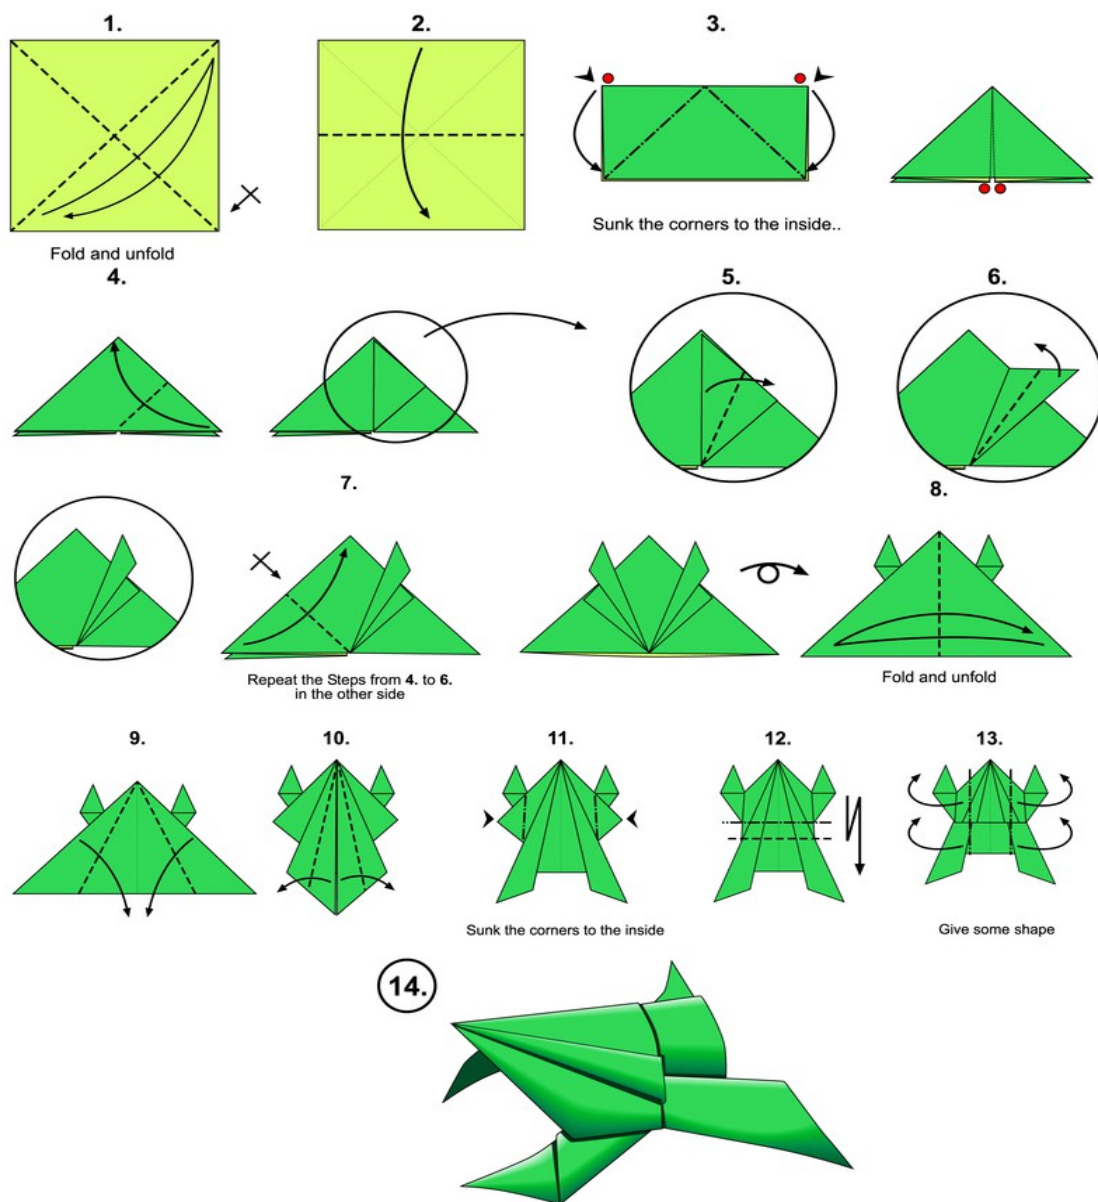 1.
2.
3.
Fold and unfold
Sunk the corners to the inside..
4.
5.
6.
7.
8.
Repeat the Steps from 4. to 6.
in the other side
Fold and unfold
9.
10.
11.
12.
13.
Sunk the corners to the inside
Give some shape
14.